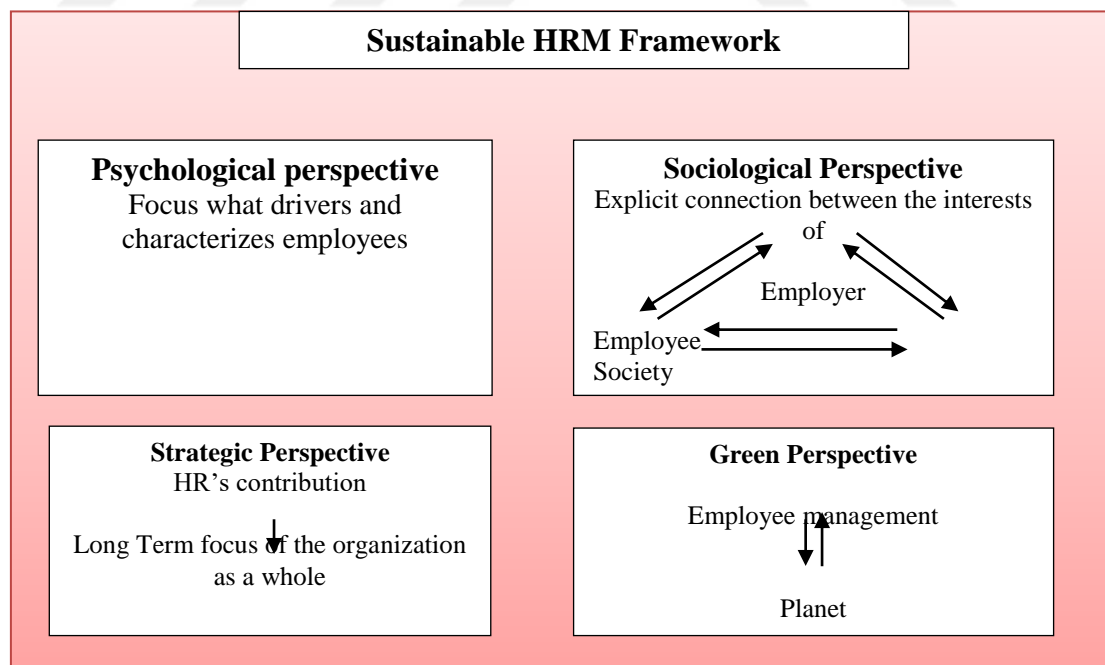 Sustainable HRM Framework
Psychological perspective
Focus what drivers and
characterizes employees
Sociological Perspective
Explicit connection between the interests
of
Employer
Employee
Society
Strategic Perspective
HR’s contribution
Long Term focus of the organization
as a whole
Green Perspective
Employee management
Planet